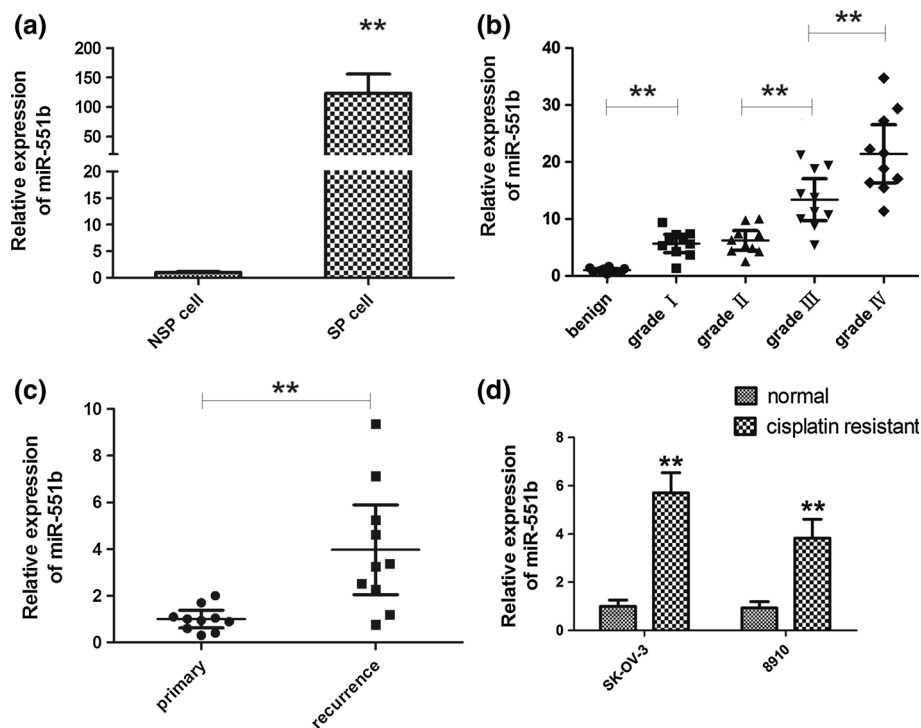 (a)
Relative expression
of miR-551b
200
150
100
50
20
15
10
5
0
**
NSP cell
SP cell
(b)
Relative expression
of miR-551b
40
30
20
10
0
**
**
**
benign
grade Ⅰ
grade Ⅱ
grade Ⅲ
grade Ⅳ
(c)
Relative expression
of miR-551b
10
8
6
4
2
0
**
primary
recurrence
(d)
normal
cisplatin resistant
Relative expression
of miR-551b
8
6
4
2
0
**
**
SK-OV-3
8910